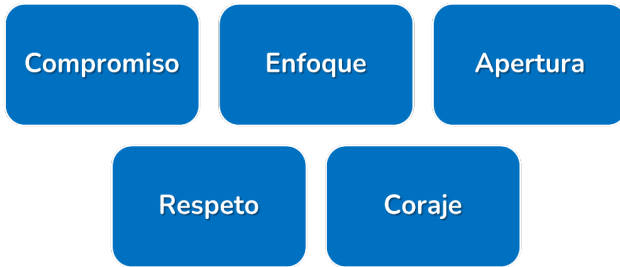 Compromiso
Enfoque
Apertura
Respeto
Coraje